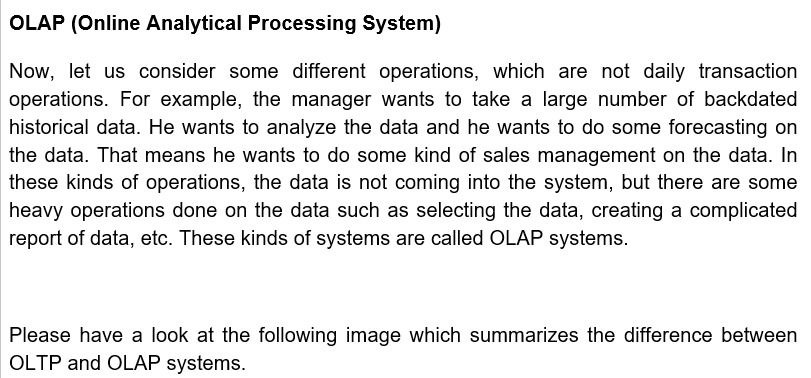 OLAP (Online Analytical Processing System)
Now, let us consider some different operations, which are not daily transaction
operations. For example, the manager wants to take a large number of backdated
historical data. He wants to analyze the data and he wants to do some forecasting on
the data. That means he wants to do some kind of sales management on the data. In
these kinds of operations, the data is not coming into the system, but there are some
heavy operations done on the data such as selecting the data, creating a complicated
report of data, etc. These kinds of systems are called OLAP systems.
Please have a look at the following image which summarizes the difference between
OLTP and OLAP systems.